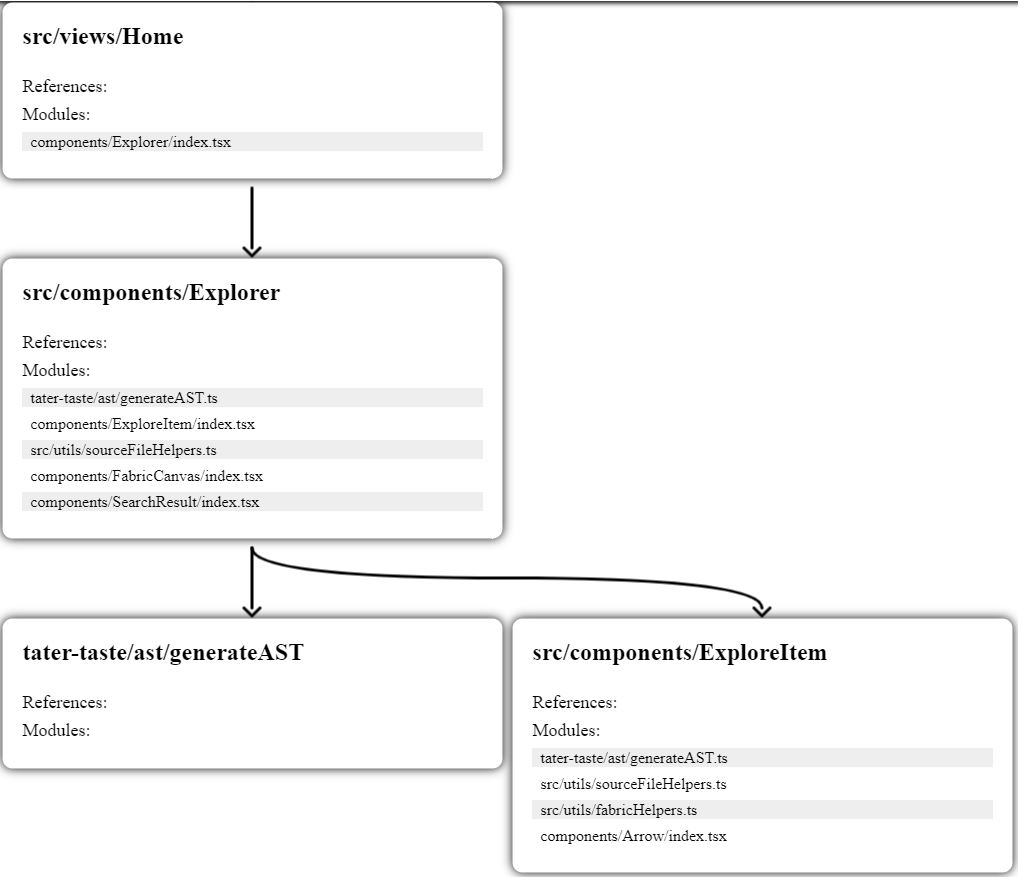 src/views/Home
References:
Modules:
components/Explorer/index.tsx
src/components/Explorer
References:
Modules:
tater-taste/ast/generateAST.ts
components/ExploreItem/index.tsx
src/utils/sourceFileHelpers.ts
components/FabricCanvas/index.tsx
components/SearchResult/index.tsx
tater-taste/ast/generateAST
References:
Modules:
src/components/ExploreItem
References:
Modules:
tater-taste/ast/generateAST.ts
src/utils/sourceFileHelpers.ts
src/utils/fabricHelpers.ts
components/Arrow/index.tsx